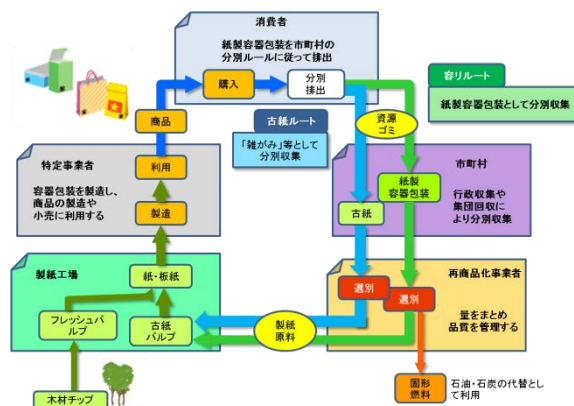 消費者
紙製容器包装を市町村の
分別ルールに従って排出
購入
分別
排出
容リルート
紙製容器包装として分別収集
古紙ルート
「雑がみ」等として
分別収集
資源
ゴミ
商品
特定事業者
容器包装を製造し、
商品の製造や
小売に利用する
利用
製造
市町村
行政収集や
集団回収に
より分別収集
紙製
容器包装
古紙
製紙工場
紙・板紙
フレッシュパ
ルプ
古紙
パルプ
木材チップ
製紙
原料
再商品化事業者
量をまとめ
品質を管理する
選別
選別
固形
燃料
石油・石炭の代替とし
て利用